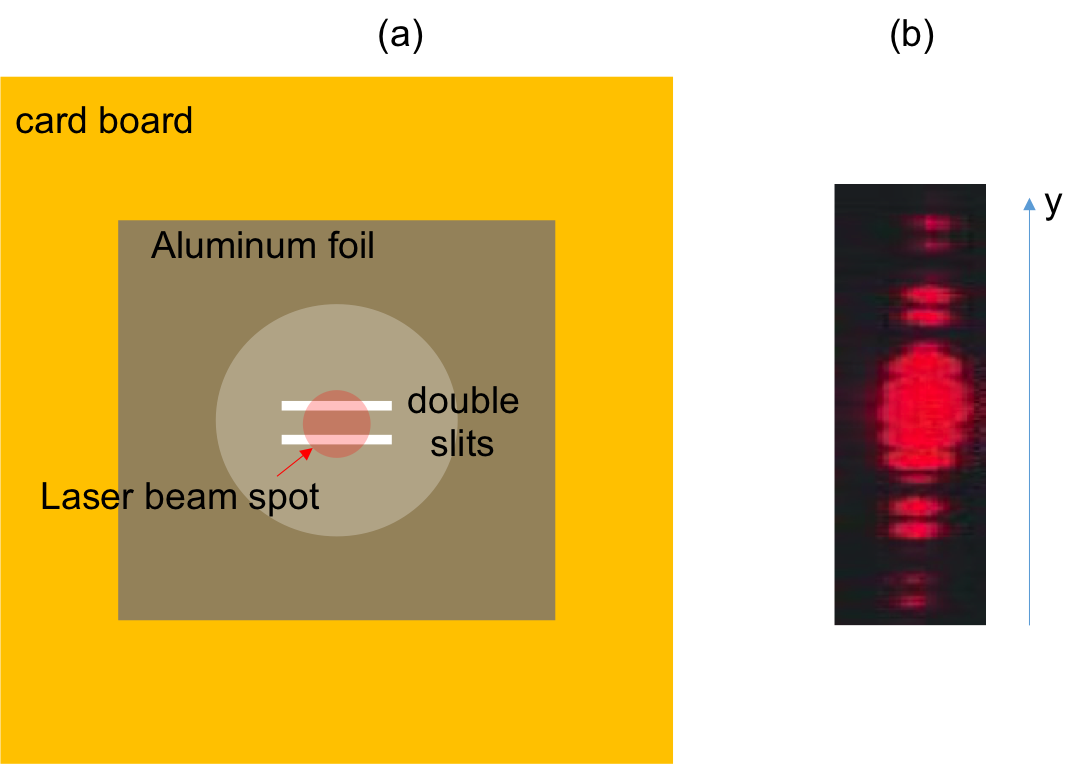 (a)
(b)
card board
Aluminum foil
double
slits
Laser beam spot
y